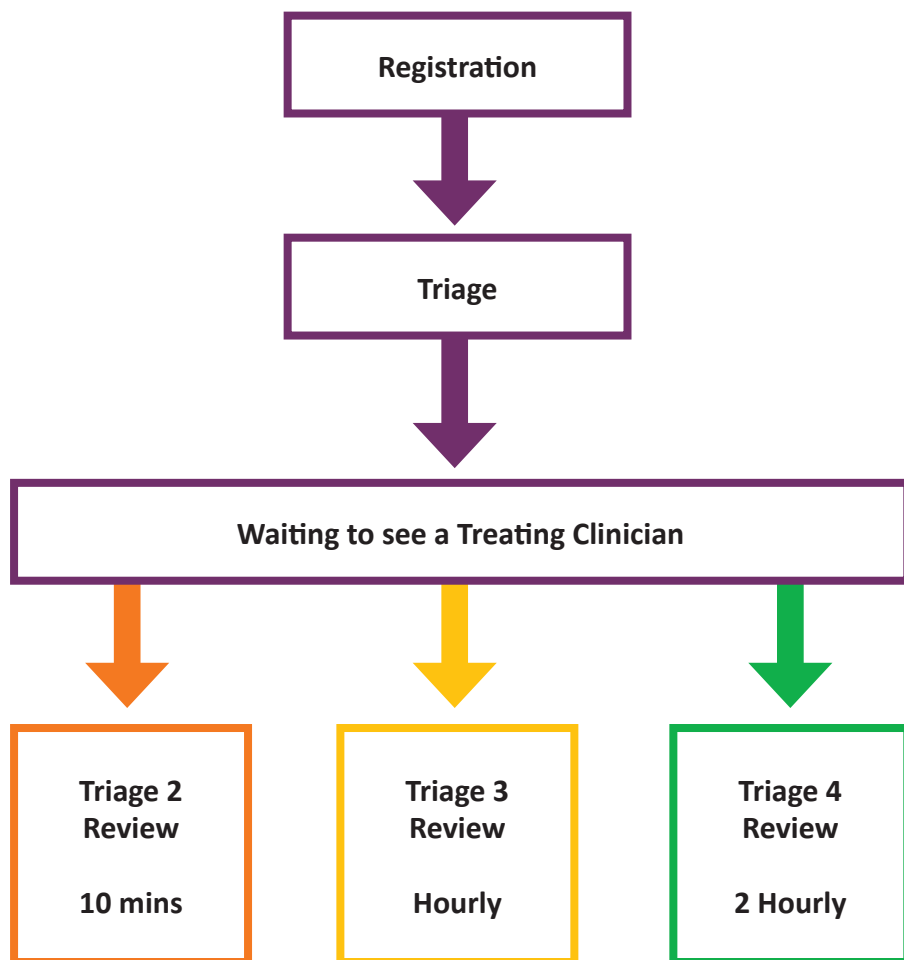 Registration
Triage
Waiting to see a Treating Clinician
Triage 2
Review
10 mins
Triage 3
Review
Hourly
Triage 4
Review
2 Hourly